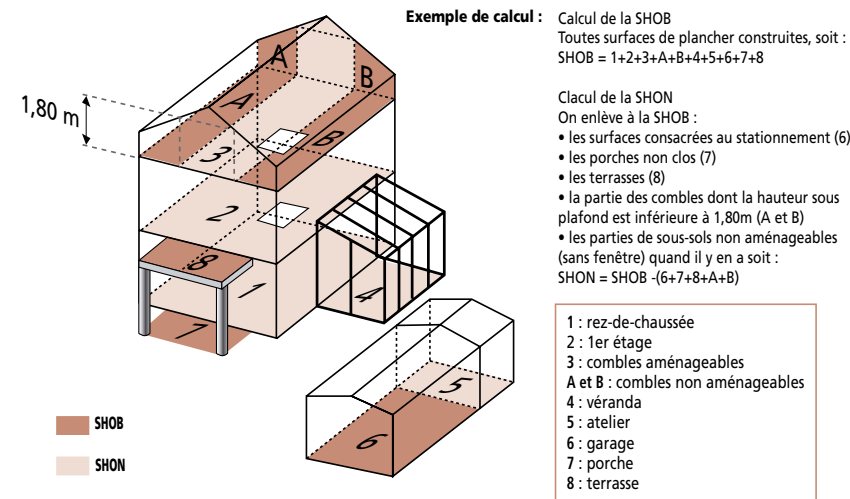 Exemple de calcul :
Calcul de la SHOB
Toutes surfaces de plancher construites, soit :
SHOB = 1+2+3+A+B+4+5+6+7+8
Clacul de la SHON
On enlève à la SHOB :
• les surfaces consacrées au stationnement (6)
• les porches non clos (7)
• les terrasses (8)
• la partie des combles dont la hauteur sous
plafond est inférieure à 1,80m (A et B)
• les parties de sous-sols non aménageables
(sans fenêtre) quand il y en a soit :
SHON = SHOB -(6+7+8+A+B)
1 : rez-de-chaussée
2 : 1er étage
3 : combles aménageables
A et B : combles non aménageables
4 : véranda
5 : atelier
6 : garage
7 : porche
8 : terrasse
A
B
1,80 m
A
B
3
2
8
1
4
7
5
6
SHOB
SHON